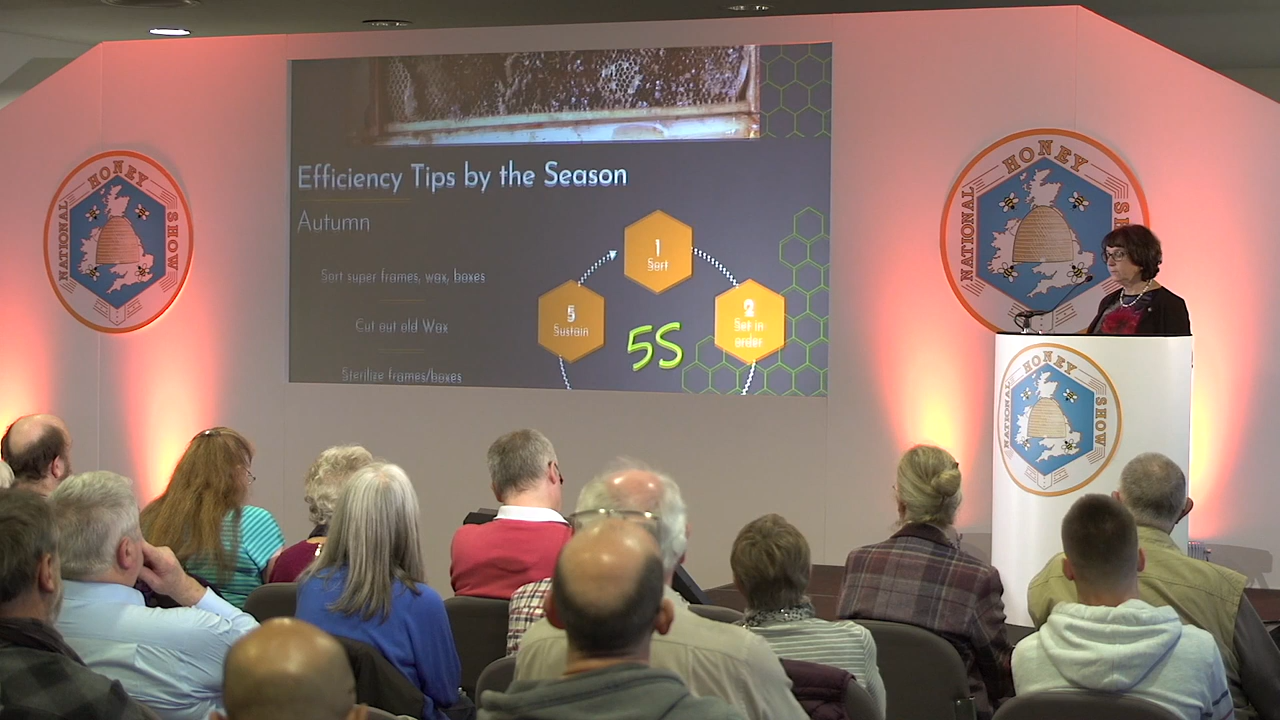 Efficiency Tips by the Season
Autumn
Sort super frames, wax, boxes
Cut out old Wax
Sterilize frames/boxes
1
Sort
2
Set in
order
5
Sustain
5S
NATIONAL HONEY SHOW
NATIONAL HONEY SHOW
NATIONAL HONEY SHOW